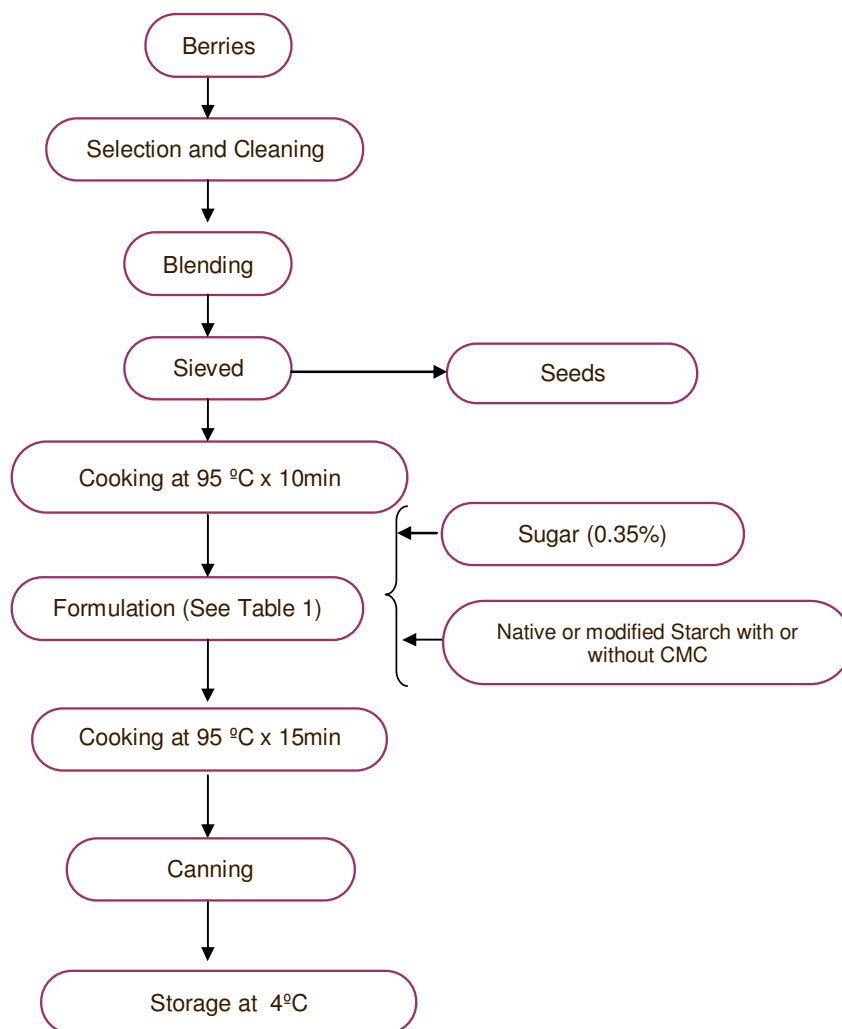 Berries
Selection and Cleaning
Blending
Sieved
Seeds
Cooking at 95 ºC x 10min
Sugar (0.35%)
Formulation (See Table 1)
Native or modified Starch with or
without CMC
Cooking at 95 ºC x 15min
Canning
Storage at 4ºC